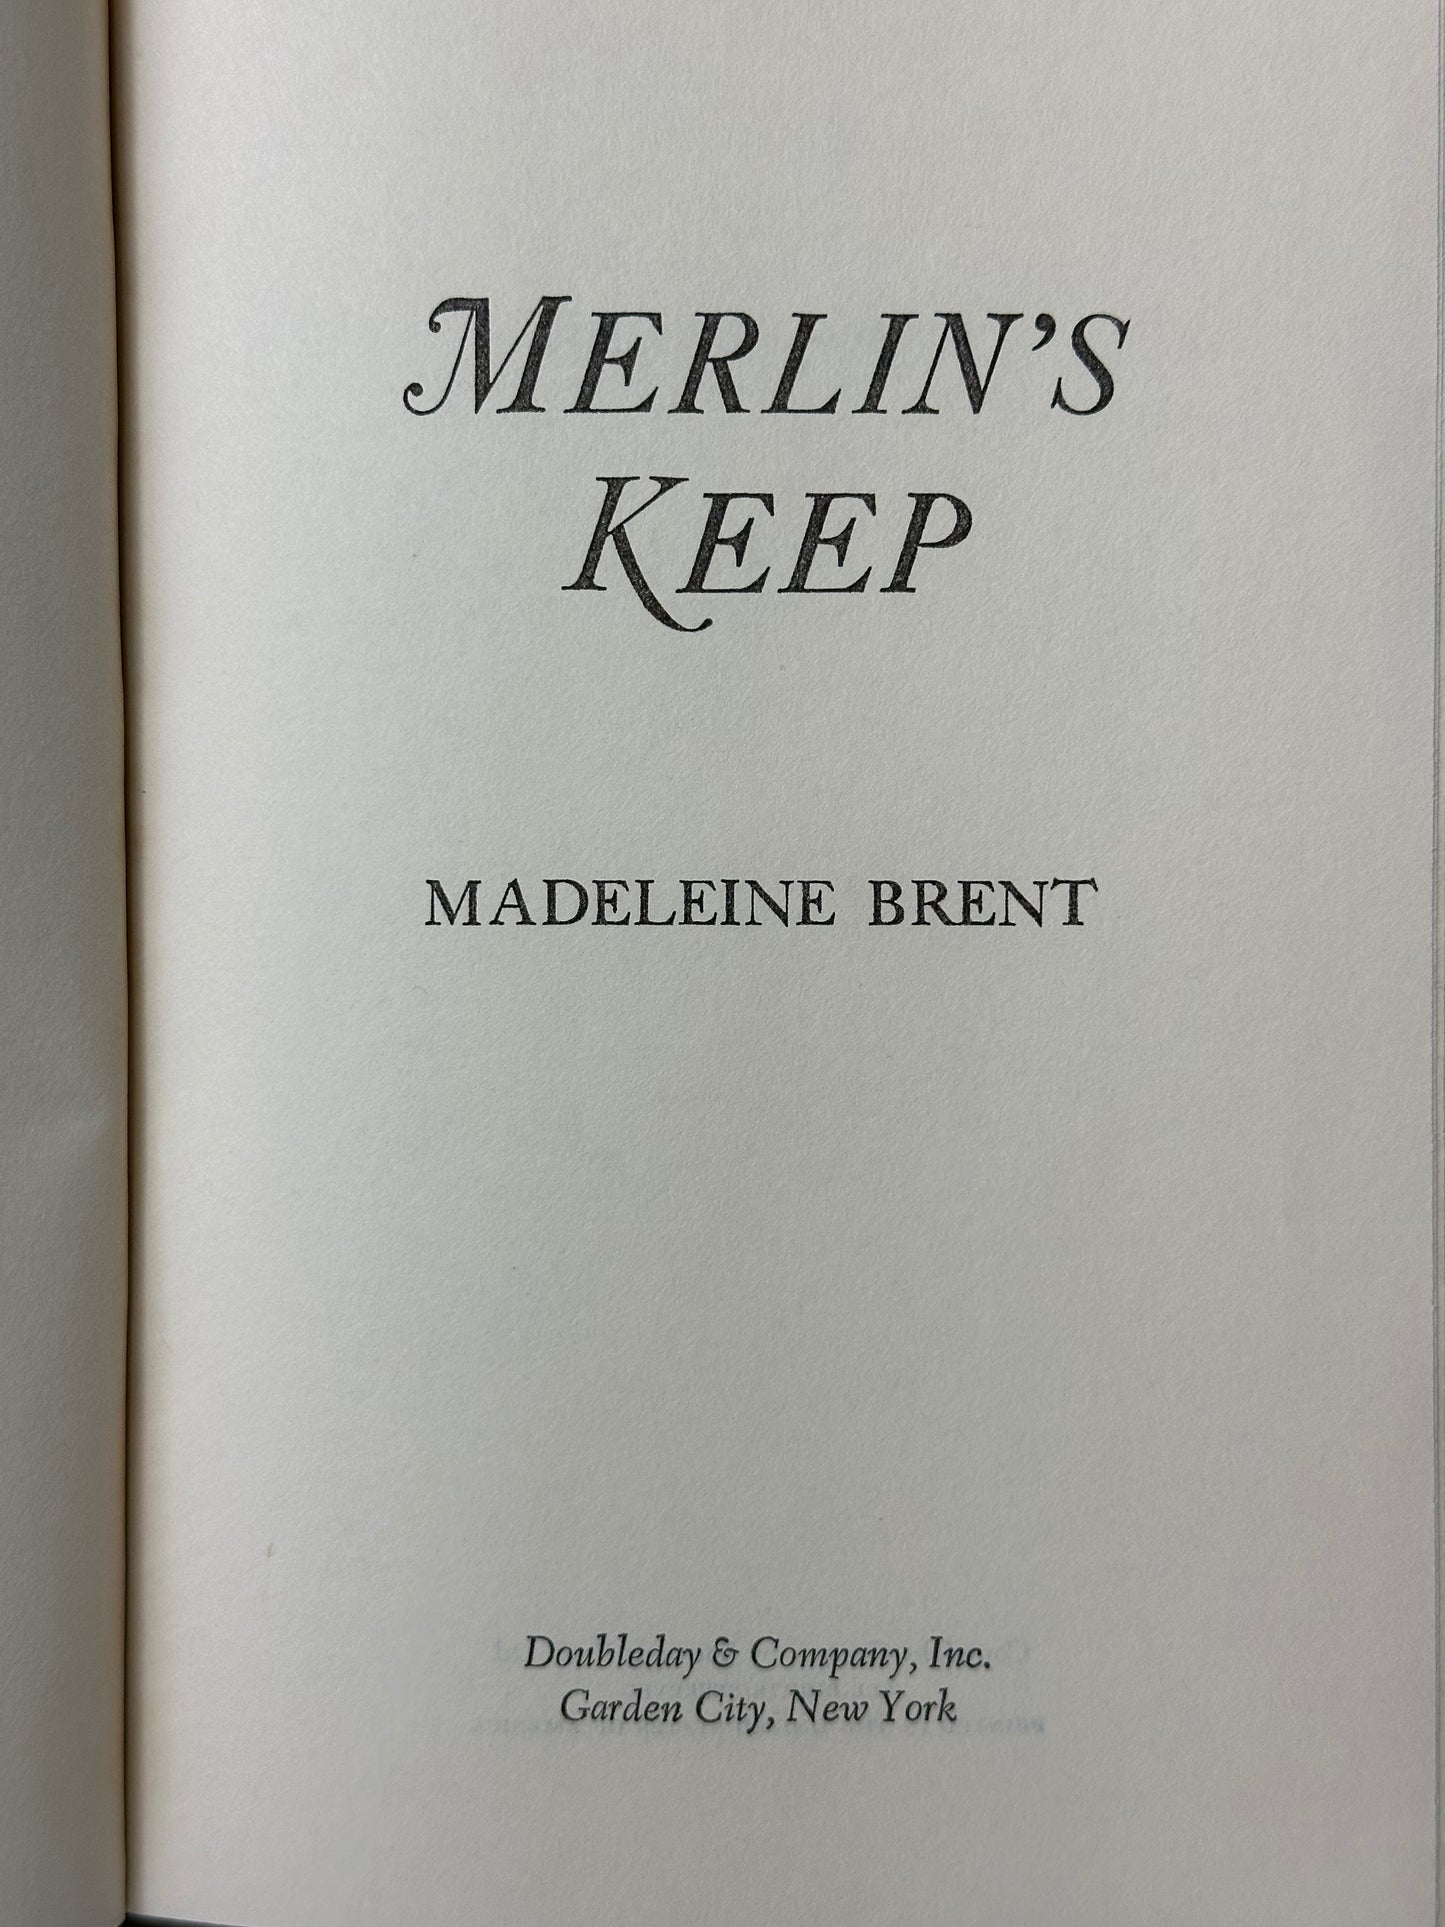 MERLIN'S
KEEP
MADELEINE BRENT
Doubleday & Company, Inc.
Garden City, New York